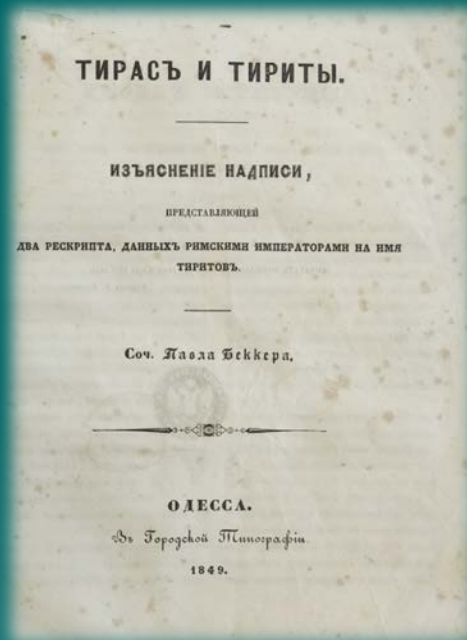 ТИРАСЪ И ТИРИТЫ.
ИЗЪЯСНЕНІЕ НАДПИСИ,
ПРЕДСТАВЛЯЮЩЕЙ
ДВА РЕСКРИПТА, ДАННЫХЪ РИМСКИМИ ИМПЕРАТОРАМИ НА ИМЯ
ТИРИТОВЪ.
Соч. Павла Беккера.
ОДЕССА.
Въ Городской Типографіи
1849.